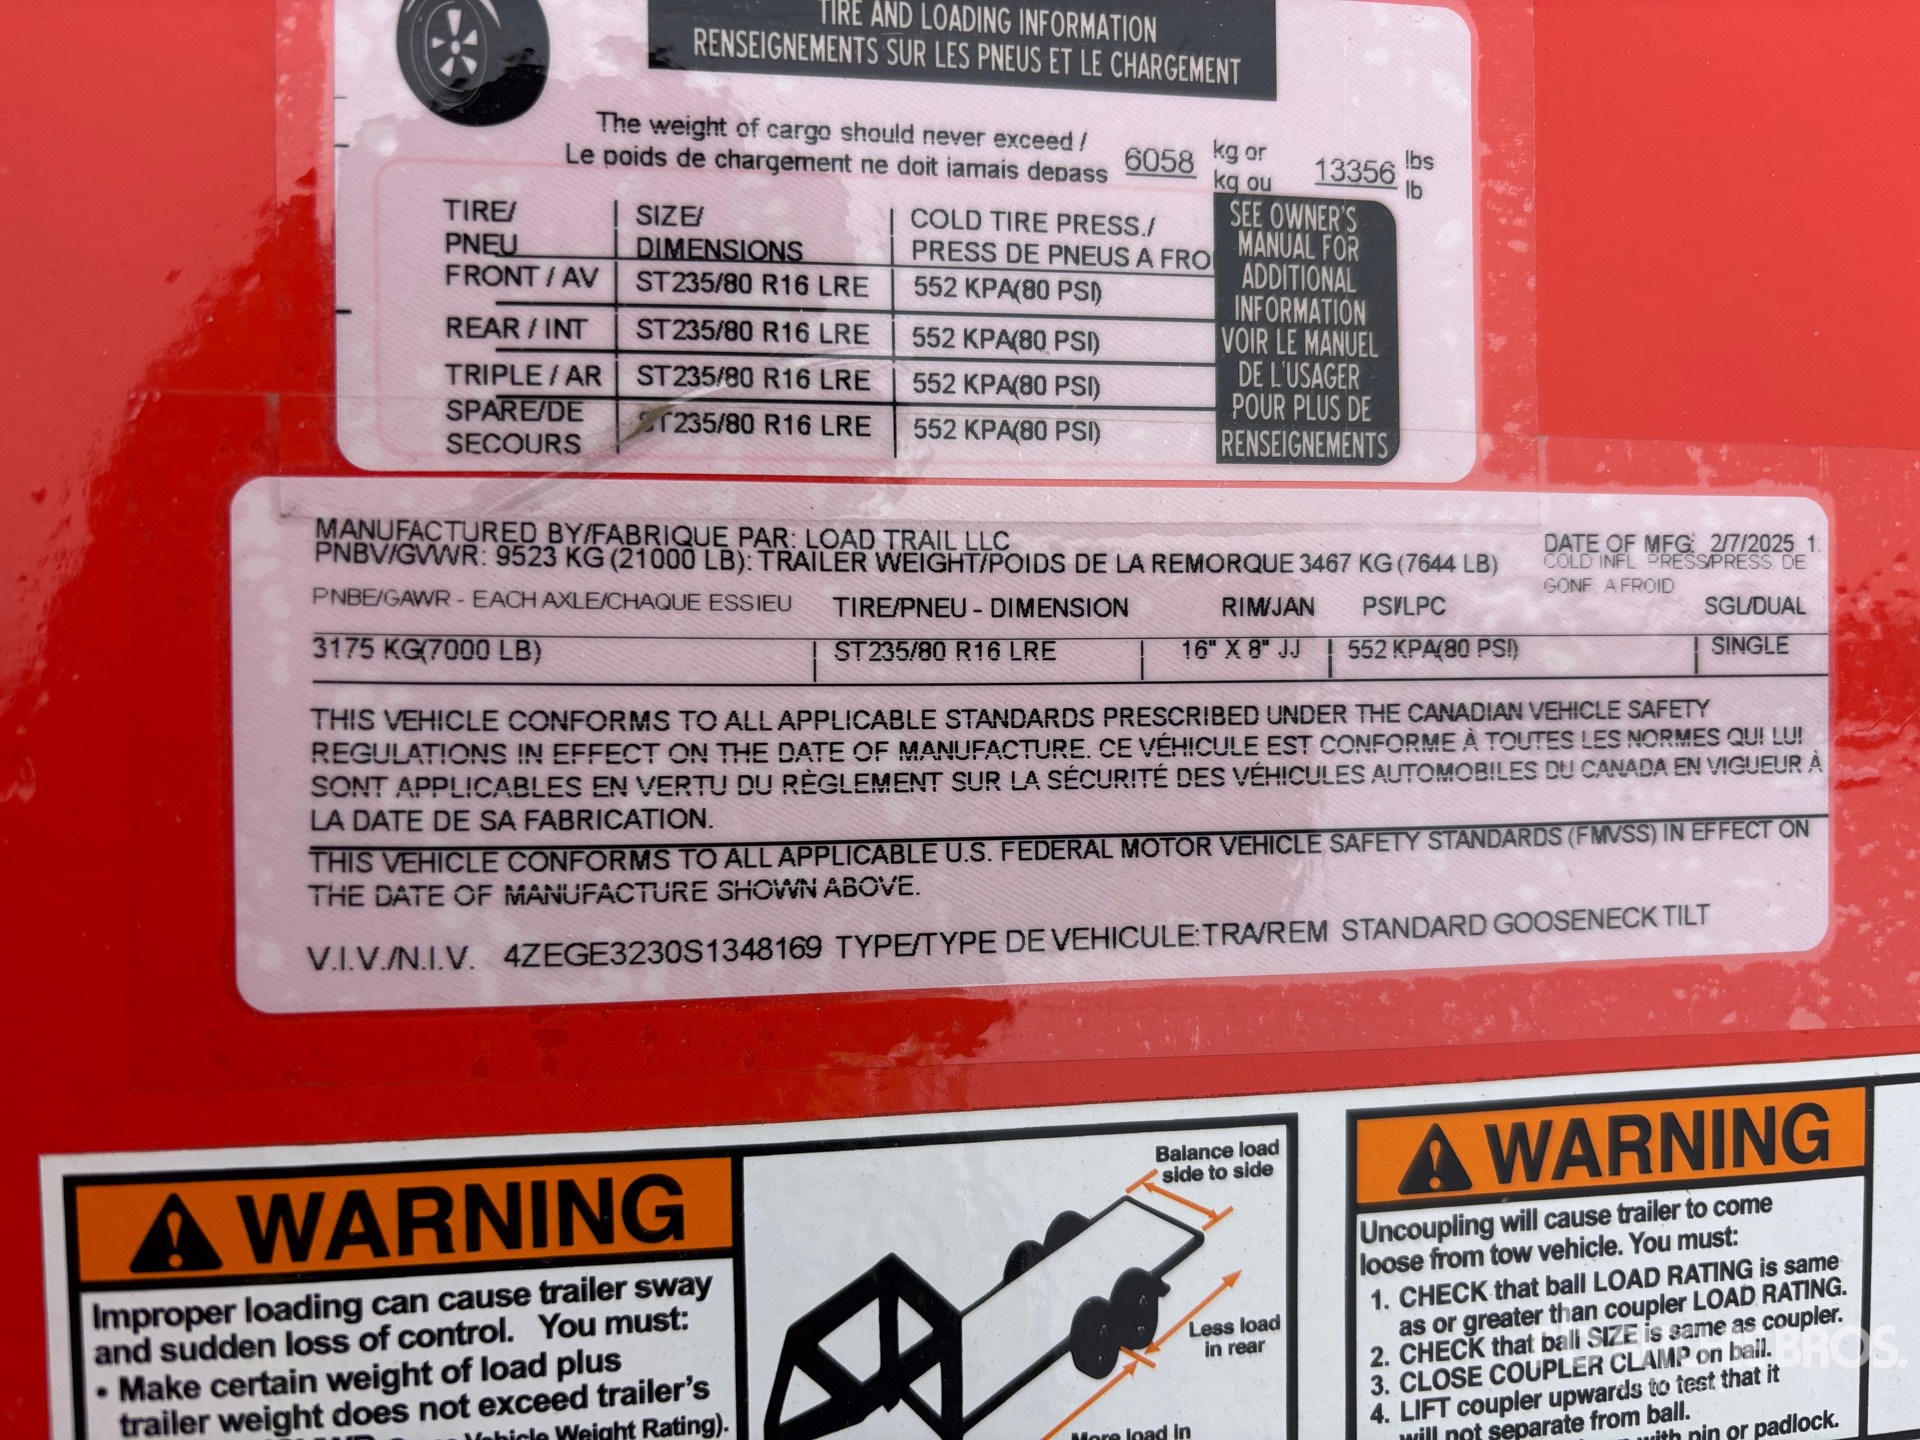 TIRE AND LOADING INFORMATION
RENSEIGNEMENTS SUR LES PNEUS ET LE CHARGEMENT
The weight of cargo should never exceed /
Le poids de chargement ne doit jamais depass
6058 kg or 13356 lbs
kg ou lb
TIRE/ SIZE/ COLD TIRE PRESS./
PNEU DIMENSIONS PRESS DE PNEUS A FRO
FRONT / AV ST235/80 R16 LRE 552 KPA(80 PSI)
REAR / INT ST235/80 R16 LRE 552 KPA(80 PSI)
TRIPLE / AR ST235/80 R16 LRE 552 KPA(80 PSI)
SPARE/DE
SECOURS ST235/80 R16 LRE 552 KPA(80 PSI)
SEE OWNER'S
MANUAL FOR
ADDITIONAL
INFORMATION
VOIR LE MANUEL
DE L'USAGER
POUR PLUS DE
RENSEIGNEMENTS
MANUFACTURED BY/FABRIQUE PAR: LOAD TRAIL LLC DATE OF MFG: 2/7/2025 1
PNBV/GVWR: 9523 KG (21000 LB): TRAILER WEIGHT/POIDS DE LA REMORQUE 3467 KG (7644 LB)
COLD INFL PRESS/PRESS. DE
GONF. A FROID
PNBE/GAWR - EACH AXLE/CHAQUE ESSIEU TIRE/PNEU - DIMENSION RIM/JAN PSI/LPC SGL/DUAL
3175 KG(7000 LB) ST235/80 R16 LRE 16" X 8" JJ 552 KPA(80 PSI) SINGLE
THIS VEHICLE CONFORMS TO ALL APPLICABLE STANDARDS PRESCRIBED UNDER THE CANADIAN VEHICLE SAFETY
REGULATIONS IN EFFECT ON THE DATE OF MANUFACTURE. CE VÉHICULE EST CONFORME À TOUTES LES NORMES QUI LUI
SONT APPLICABLES EN VERTU DU RÈGLEMENT SUR LA SÉCURITÉ DES VÉHICULES AUTOMOBILES DU CANADA EN VIGUEUR À
LA DATE DE SA FABRICATION.
THIS VEHICLE CONFORMS TO ALL APPLICABLE U.S. FEDERAL MOTOR VEHICLE SAFETY STANDARDS (FMVSS) IN EFFECT ON
THE DATE OF MANUFACTURE SHOWN ABOVE.
V.I.V./N.I.V. 4ZEGE3230S1348169 TYPE/TYPE DE VEHICULE:TRA/REM STANDARD GOOSENECK TILT
WARNING
Improper loading can cause trailer sway
and sudden loss of control. You must:
• Make certain weight of load plus
trailer weight does not exceed trailer's
Vehicle Weight Rating).
Balance load
side to side
Less load
in rear
More load in
WARNING
Uncoupling will cause trailer to come
loose from tow vehicle. You must:
1. CHECK that ball LOAD RATING is same
as or greater than coupler LOAD RATING.
2. CHECK that ball SIZE is same as coupler.
3. CLOSE COUPLER CLAMP on ball.
4. LIFT coupler upwards to test that it
will not separate from ball.
with pin or padlock.
BROS.